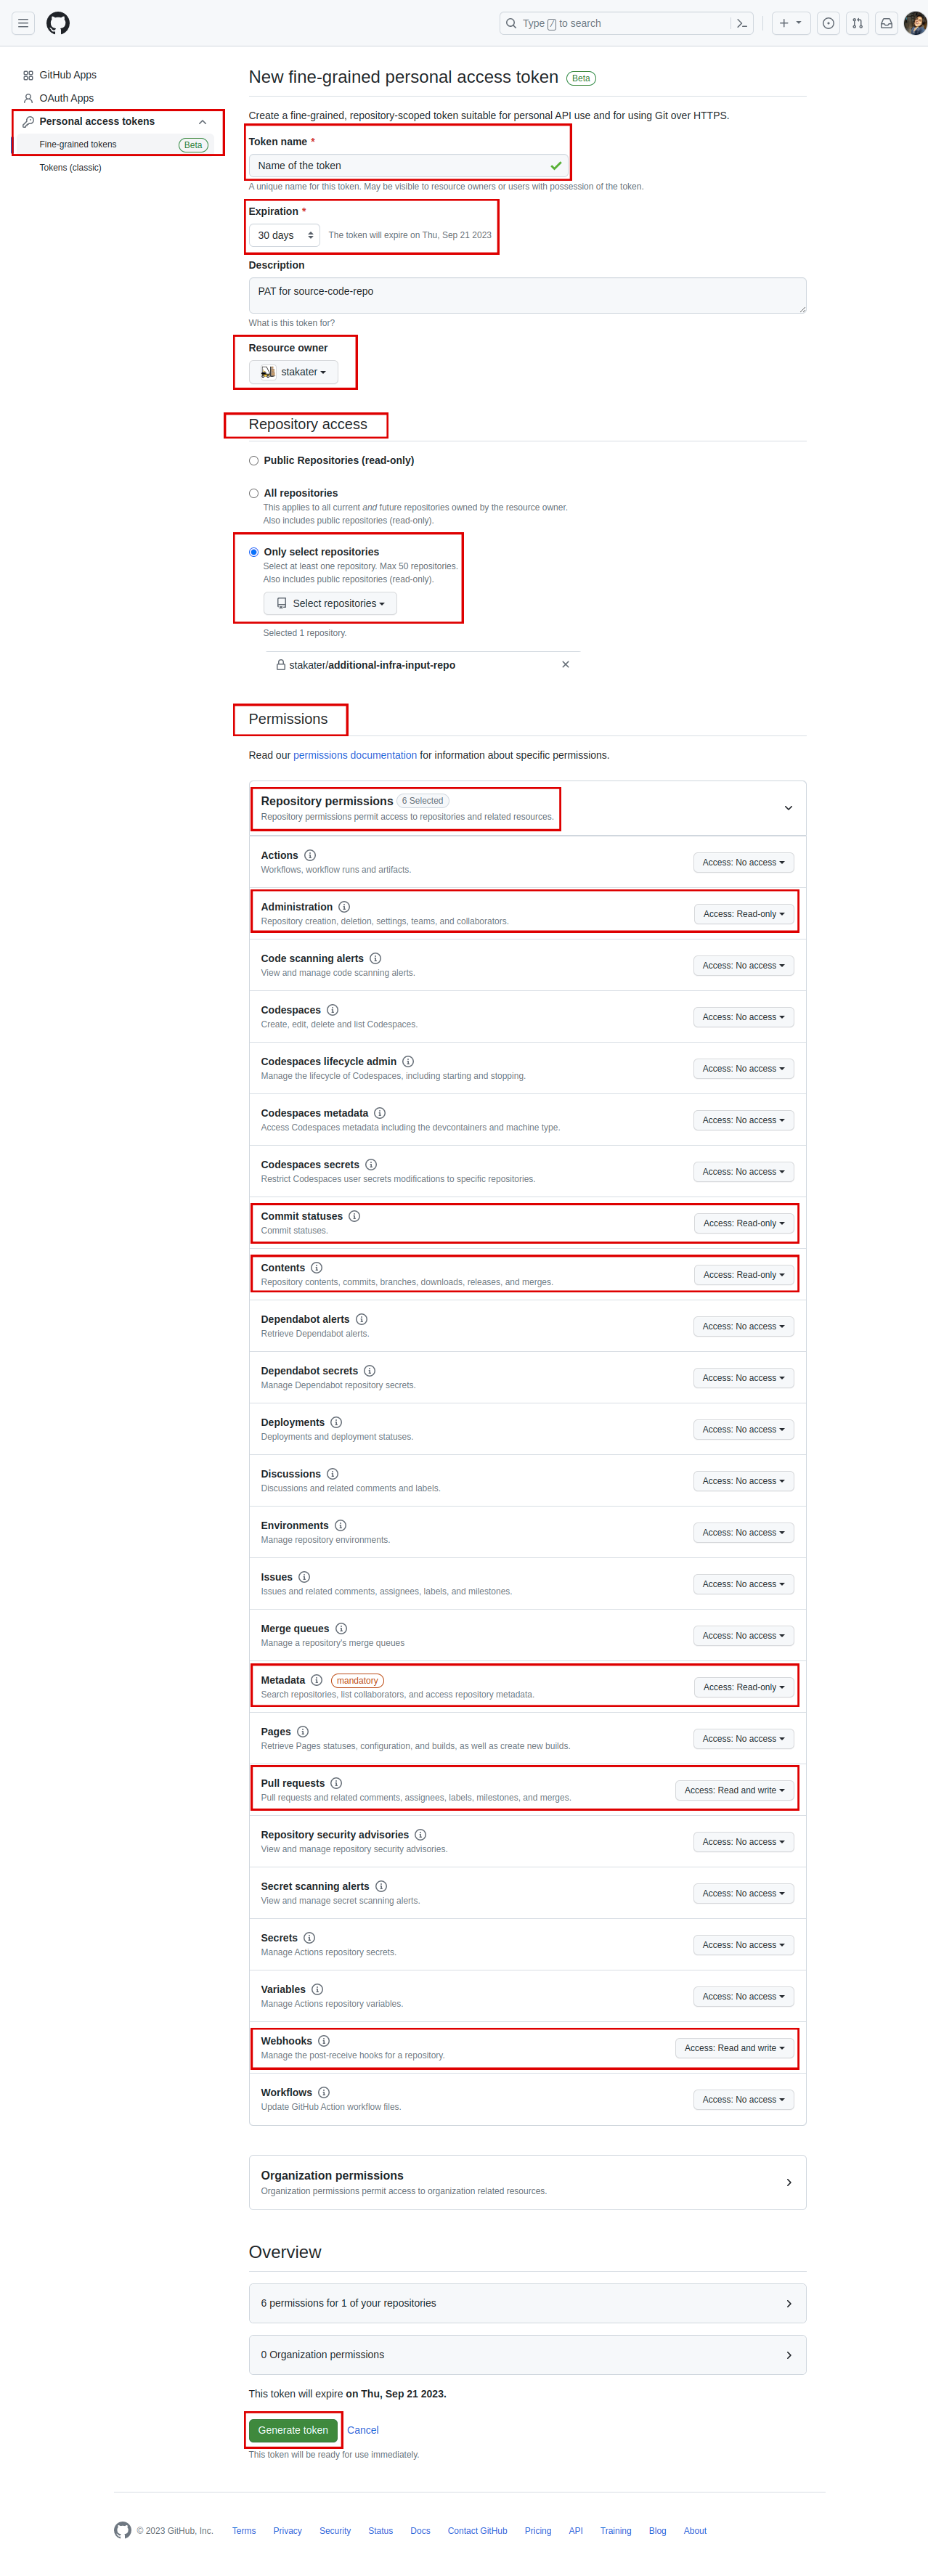 Type / to search
GitHub Apps
OAuth Apps
Personal access tokens
Fine-grained tokens Beta
Tokens (classic)
New fine-grained personal access token Beta
Create a fine-grained, repository-scoped token suitable for personal API use and for using Git over HTTPS.
Token name *
Name of the token
A unique name for this token. May be visible to resource owners or users with possession of the token.
Expiration *
30 days The token will expire on Thu, Sep 21 2023
Description
PAT for source-code-repo
What is this token for?
Resource owner
stakater
Repository access
Public Repositories (read-only)
All repositories
This applies to all current and future repositories owned by the resource owner.
Also includes public repositories (read-only).
Only select repositories
Select at least one repository. Max 50 repositories.
Also includes public repositories (read-only).
Select repositories
Selected 1 repository.
stakater/additional-infra-input-repo
Permissions
Read our permissions documentation for information about specific permissions.
Repository permissions 6 Selected
Repository permissions permit access to repositories and related resources.
Actions
Workflows, workflow runs and artifacts.
Access: No access
Administration
Repository creation, deletion, settings, teams, and collaborators.
Access: Read-only
Code scanning alerts
View and manage code scanning alerts.
Access: No access
Codespaces
Create, edit, delete and list Codespaces.
Access: No access
Codespaces lifecycle admin
Manage the lifecycle of Codespaces, including starting and stopping.
Access: No access
Codespaces metadata
Access Codespaces metadata including the devcontainers and machine type.
Access: No access
Codespaces secrets
Restrict Codespaces user secrets modifications to specific repositories.
Access: No access
Commit statuses
Commit statuses.
Access: Read-only
Contents
Repository contents, commits, branches, downloads, releases, and merges.
Access: Read-only
Dependabot alerts
Retrieve Dependabot alerts.
Access: No access
Dependabot secrets
Manage Dependabot repository secrets.
Access: No access
Deployments
Deployments and deployment statuses.
Access: No access
Discussions
Discussions and related comments and labels.
Access: No access
Environments
Manage repository environments.
Access: No access
Issues
Issues and related comments, assignees, labels, and milestones.
Access: No access
Merge queues
Manage a repository's merge queues
Access: No access
Metadata mandatory
Search repositories, list collaborators, and access repository metadata.
Access: Read-only
Pages
Retrieve Pages statuses, configuration, and builds, as well as create new builds.
Access: No access
Pull requests
Pull requests and related comments, assignees, labels, milestones, and merges.
Access: Read and write
Repository security advisories
View and manage repository security advisories.
Access: No access
Secret scanning alerts
View and manage secret scanning alerts.
Access: No access
Secrets
Manage Actions repository secrets.
Access: No access
Variables
Manage Actions repository variables.
Access: No access
Webhooks
Manage the post-receive hooks for a repository.
Access: Read and write
Workflows
Update GitHub Action workflow files.
Access: No access
Organization permissions
Organization permissions permit access to organization related resources.
Overview
6 permissions for 1 of your repositories
0 Organization permissions
This token will expire on Thu, Sep 21 2023.
Generate token Cancel
This token will be ready for use immediately.
© 2023 GitHub, Inc. Terms Privacy Security Status Docs Contact GitHub Pricing API Training Blog About